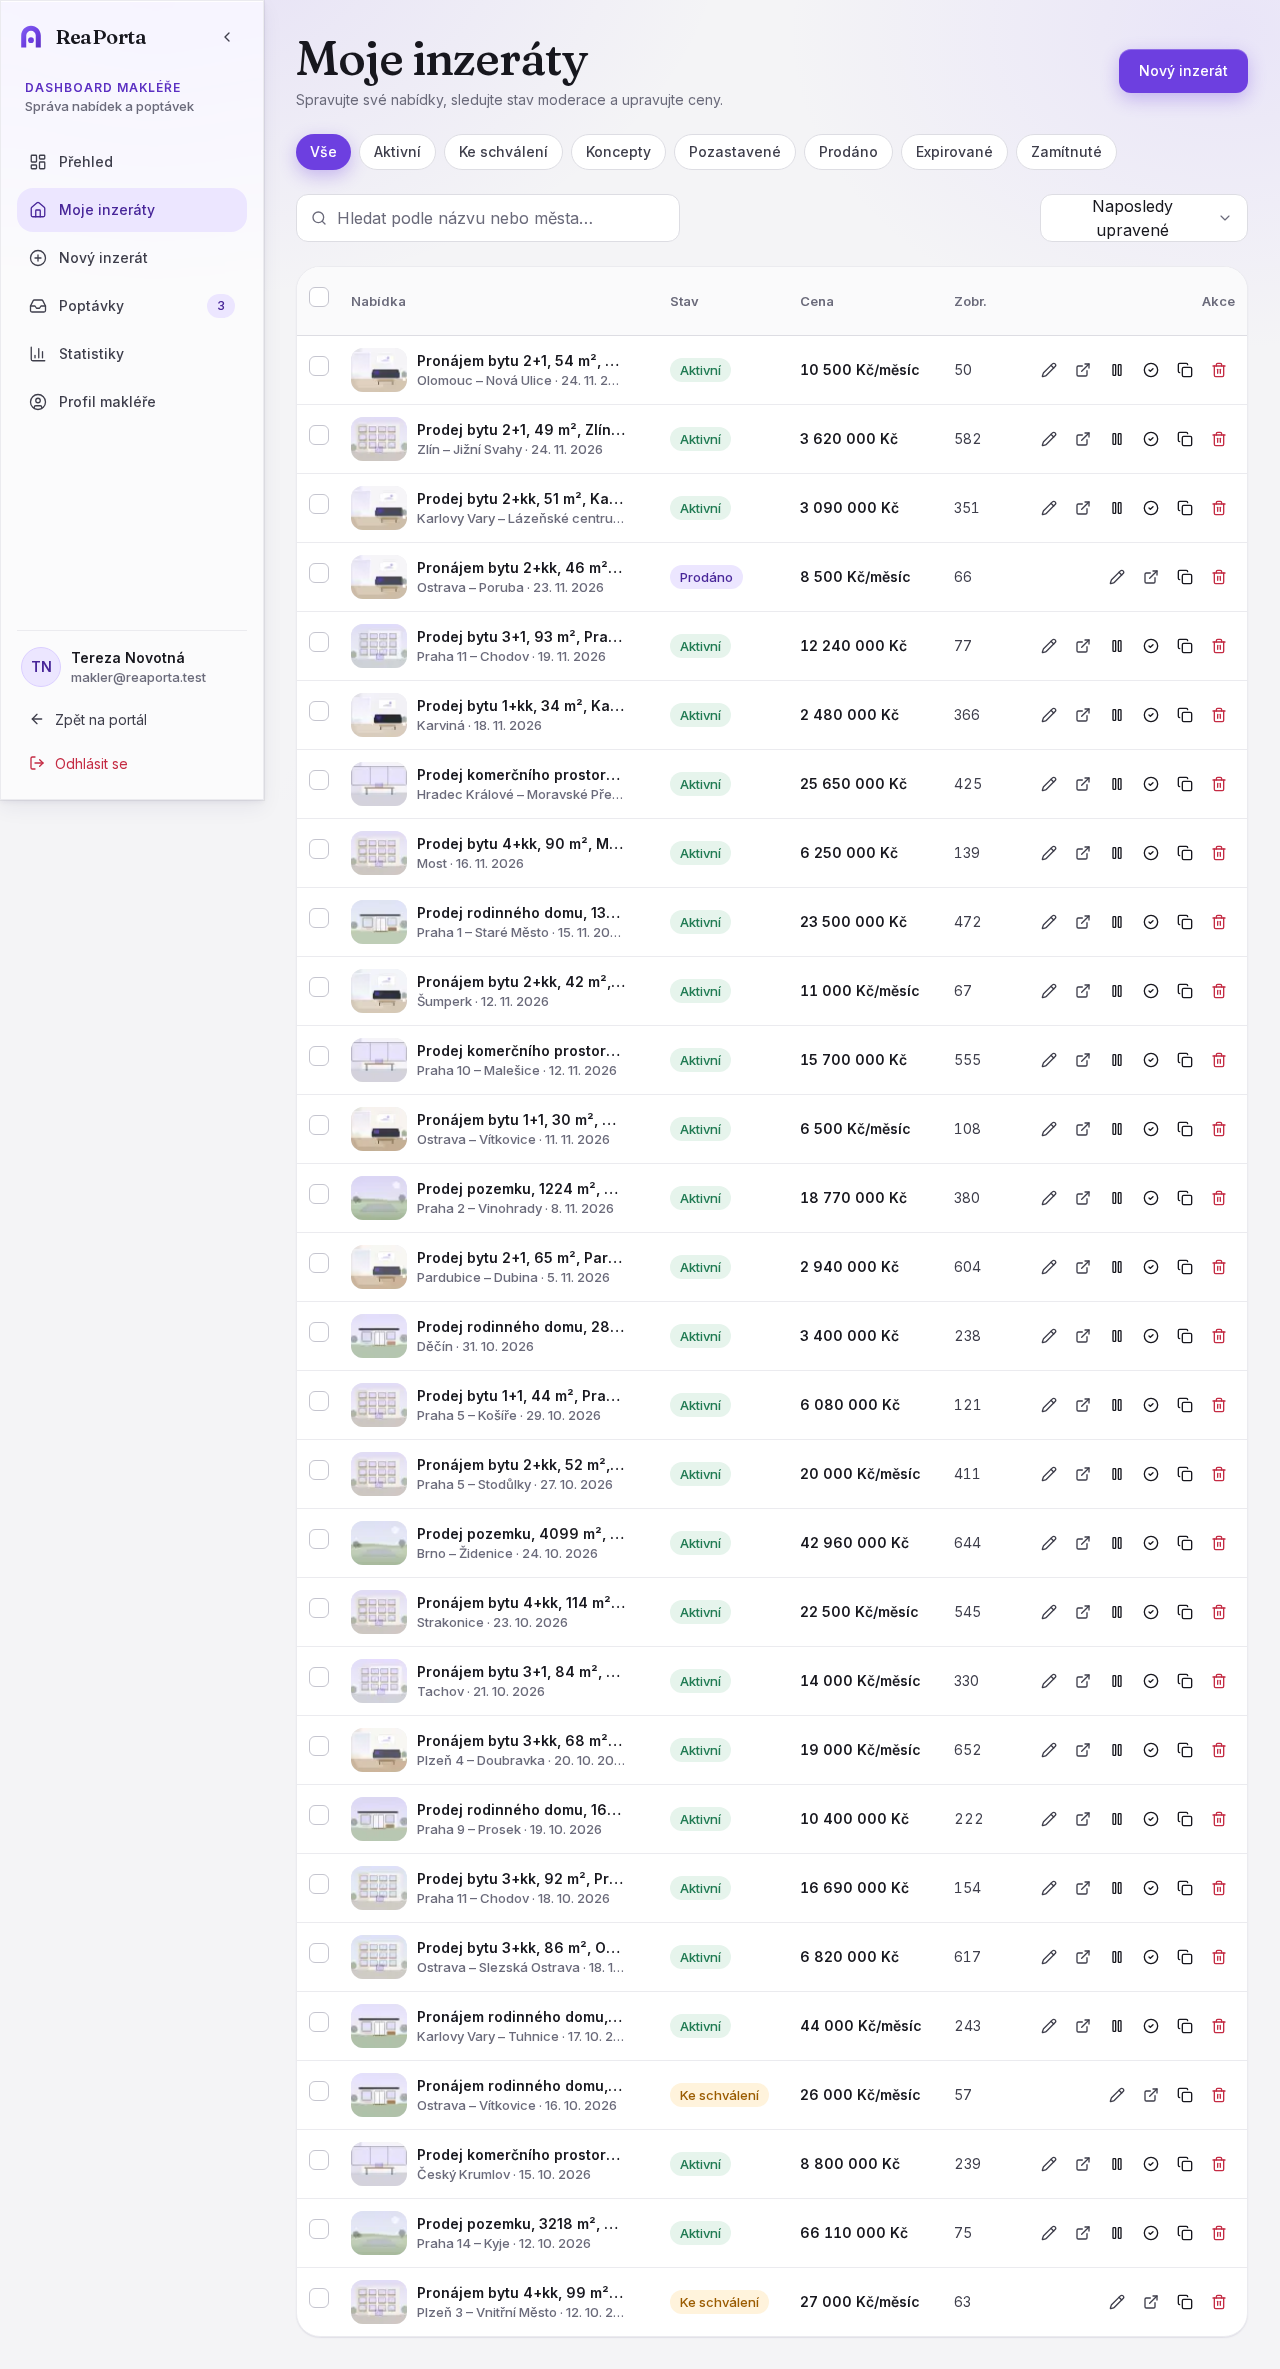 ReaPorta
DASHBOARD MAKLÉŘE
Správa nabídek a poptávek
Přehled
Moje inzeráty
Nový inzerát
Poptávky 3
Statistiky
Profil makléře
TN
Tereza Novotná
makler@reaporta.test
Zpět na portál
Odhlásit se
Moje inzeráty
Spravujte své nabídky, sledujte stav moderace a upravujte ceny.
Nový inzerát
Vše Aktivní Ke schválení Koncepty Pozastavené Prodáno Expirované Zamítnuté
Hledat podle názvu nebo města…
Naposledy
upravené
Nabídka Stav Cena Zobr. Akce
Pronájem bytu 2+1, 54 m², …
Olomouc – Nová Ulice · 24. 11. 2…
Aktivní 10 500 Kč/měsíc 50
Prodej bytu 2+1, 49 m², Zlín…
Zlín – Jižní Svahy · 24. 11. 2026
Aktivní 3 620 000 Kč 582
Prodej bytu 2+kk, 51 m², Ka…
Karlovy Vary – Lázeňské centru…
Aktivní 3 090 000 Kč 351
Pronájem bytu 2+kk, 46 m²…
Ostrava – Poruba · 23. 11. 2026
Prodáno 8 500 Kč/měsíc 66
Prodej bytu 3+1, 93 m², Pra…
Praha 11 – Chodov · 19. 11. 2026
Aktivní 12 240 000 Kč 77
Prodej bytu 1+kk, 34 m², Ka…
Karviná · 18. 11. 2026
Aktivní 2 480 000 Kč 366
Prodej komerčního prostor…
Hradec Králové – Moravské Pře…
Aktivní 25 650 000 Kč 425
Prodej bytu 4+kk, 90 m², M…
Most · 16. 11. 2026
Aktivní 6 250 000 Kč 139
Prodej rodinného domu, 13…
Praha 1 – Staré Město · 15. 11. 20…
Aktivní 23 500 000 Kč 472
Pronájem bytu 2+kk, 42 m²,…
Šumperk · 12. 11. 2026
Aktivní 11 000 Kč/měsíc 67
Prodej komerčního prostor…
Praha 10 – Malešice · 12. 11. 2026
Aktivní 15 700 000 Kč 555
Pronájem bytu 1+1, 30 m², …
Ostrava – Vítkovice · 11. 11. 2026
Aktivní 6 500 Kč/měsíc 108
Prodej pozemku, 1224 m², …
Praha 2 – Vinohrady · 8. 11. 2026
Aktivní 18 770 000 Kč 380
Prodej bytu 2+1, 65 m², Par…
Pardubice – Dubina · 5. 11. 2026
Aktivní 2 940 000 Kč 604
Prodej rodinného domu, 28…
Děčín · 31. 10. 2026
Aktivní 3 400 000 Kč 238
Prodej bytu 1+1, 44 m², Pra…
Praha 5 – Košíře · 29. 10. 2026
Aktivní 6 080 000 Kč 121
Pronájem bytu 2+kk, 52 m²,…
Praha 5 – Stodůlky · 27. 10. 2026
Aktivní 20 000 Kč/měsíc 411
Prodej pozemku, 4099 m², …
Brno – Židenice · 24. 10. 2026
Aktivní 42 960 000 Kč 644
Pronájem bytu 4+kk, 114 m²…
Strakonice · 23. 10. 2026
Aktivní 22 500 Kč/měsíc 545
Pronájem bytu 3+1, 84 m², …
Tachov · 21. 10. 2026
Aktivní 14 000 Kč/měsíc 330
Pronájem bytu 3+kk, 68 m²…
Plzeň 4 – Doubravka · 20. 10. 20…
Aktivní 19 000 Kč/měsíc 652
Prodej rodinného domu, 16…
Praha 9 – Prosek · 19. 10. 2026
Aktivní 10 400 000 Kč 222
Prodej bytu 3+kk, 92 m², Pr…
Praha 11 – Chodov · 18. 10. 2026
Aktivní 16 690 000 Kč 154
Prodej bytu 3+kk, 86 m², O…
Ostrava – Slezská Ostrava · 18. 1…
Aktivní 6 820 000 Kč 617
Pronájem rodinného domu,…
Karlovy Vary – Tuhnice · 17. 10. 2…
Aktivní 44 000 Kč/měsíc 243
Pronájem rodinného domu,…
Ostrava – Vítkovice · 16. 10. 2026
Ke schválení 26 000 Kč/měsíc 57
Prodej komerčního prostor…
Český Krumlov · 15. 10. 2026
Aktivní 8 800 000 Kč 239
Prodej pozemku, 3218 m², …
Praha 14 – Kyje · 12. 10. 2026
Aktivní 66 110 000 Kč 75
Pronájem bytu 4+kk, 99 m²…
Plzeň 3 – Vnitřní Město · 12. 10. 2…
Ke schválení 27 000 Kč/měsíc 63